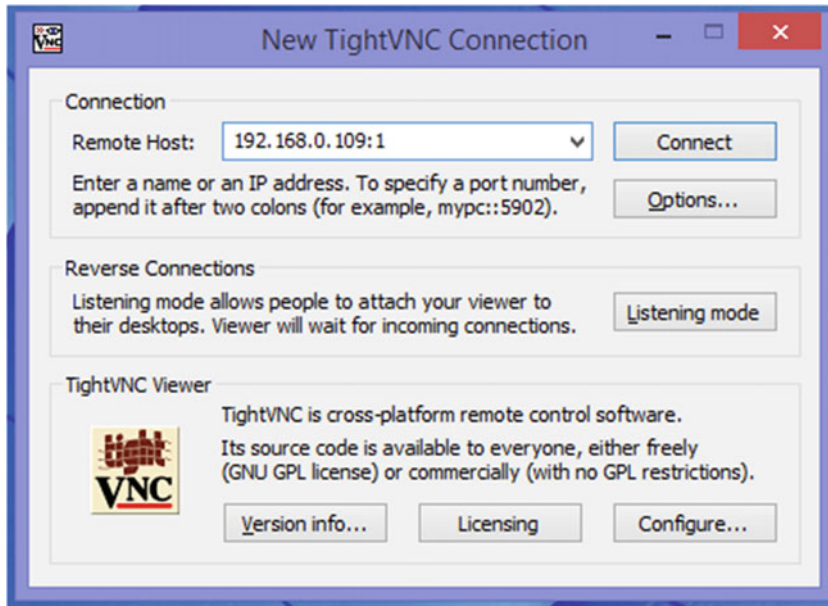 VNC
New TightVNC Connection
Connection
Remote Host: 192.168.0.109:1 Connect
Enter a name or an IP address. To specify a port number,
append it after two colons (for example, mypc::5902).
Options...
Reverse Connections
Listening mode allows people to attach your viewer to
their desktops. Viewer will wait for incoming connections.
Listening mode
TightVNC Viewer
tight
VNC
TightVNC is cross-platform remote control software.
Its source code is available to everyone, either freely
(GNU GPL license) or commercially (with no GPL restrictions).
Version info... Licensing Configure...